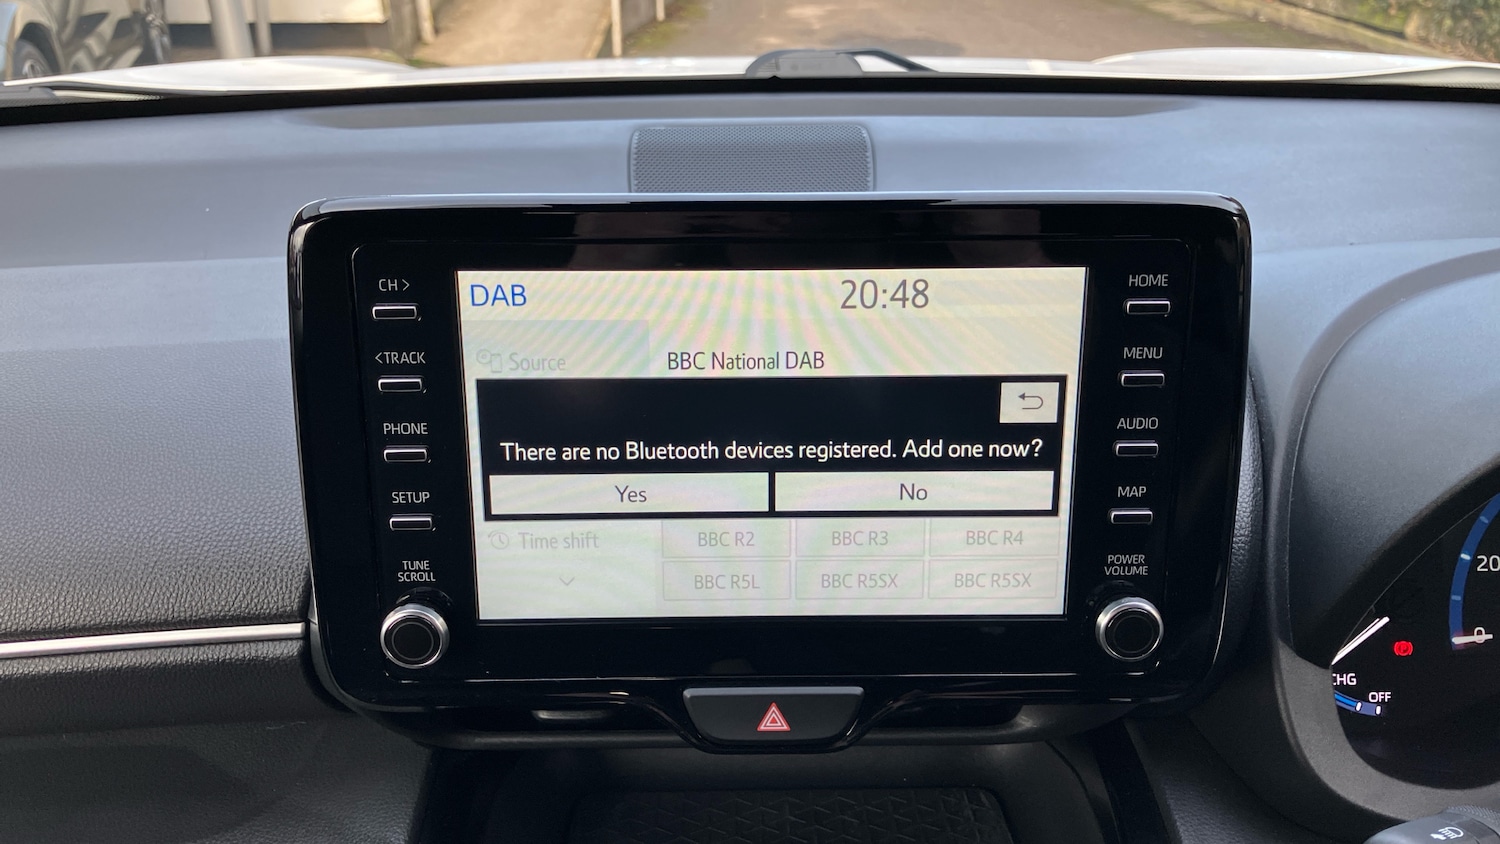 CH >
<TRACK
PHONE
SETUP
TUNE
SCROLL
DAB
20:48
Source
BBC National DAB
There are no Bluetooth devices registered. Add one now?
Yes
No
Time shift
BBC R2
BBC R3
BBC R4
BBC R5L
BBC R5SX
BBC R5SX
HOME
MENU
AUDIO
MAP
POWER
VOLUME
20
0
CHG
OFF